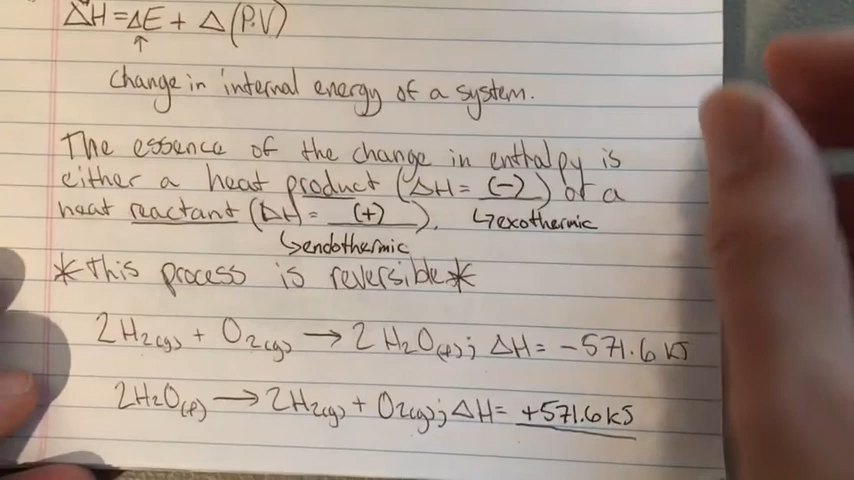 ΔH = ΔE + Δ(P·V)
↑
Change in internal energy of a system.
The essence of the change in enthalpy is
either a heat product (ΔH = (-) ) or a
heat reactant (ΔH = (+) ). ↳exothermic
↳endothermic
*This process is reversible*
2H₂(g) + O₂(g) → 2H₂O(l); ΔH = -571.6 kJ
2H₂O(l) → 2H₂(g) + O₂(g); ΔH = +571.6 kJ